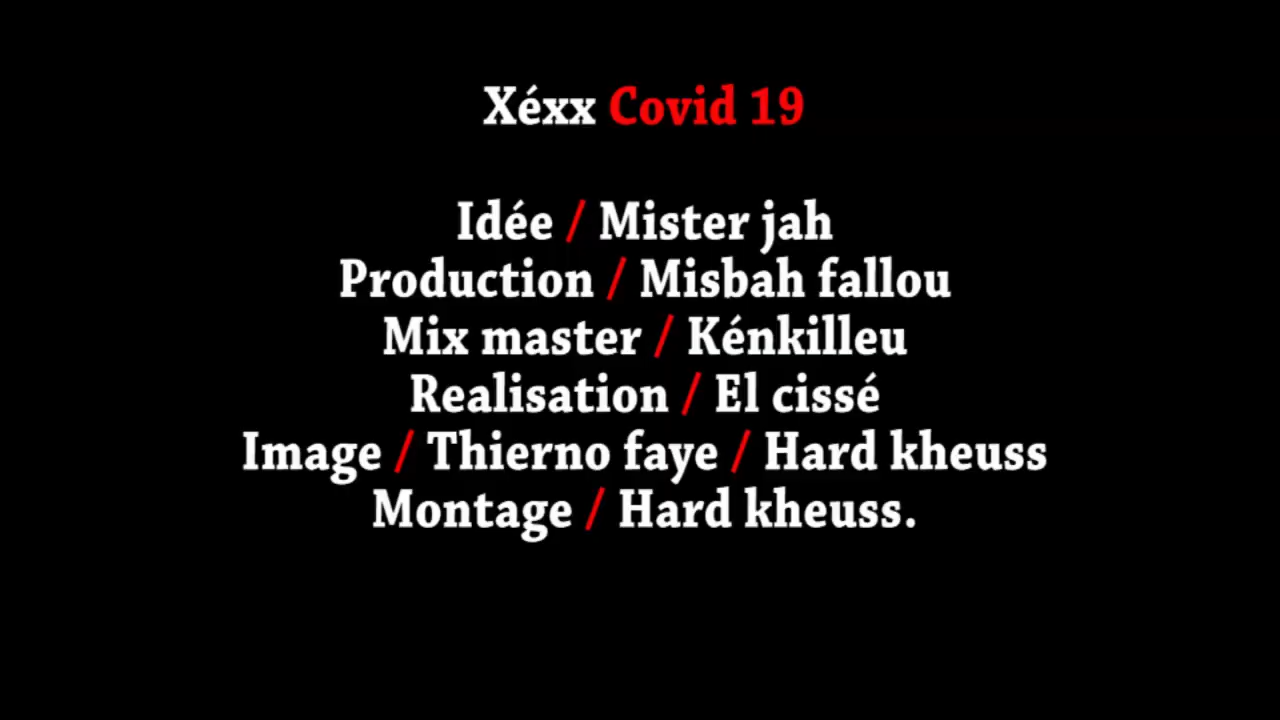 Xéxx Covid 19
Idée / Mister jah
Production / Misbah fallou
Mix master / Kénkilleu
Realisation / El cissé
Image / Thierno faye / Hard kheuss
Montage / Hard kheuss.